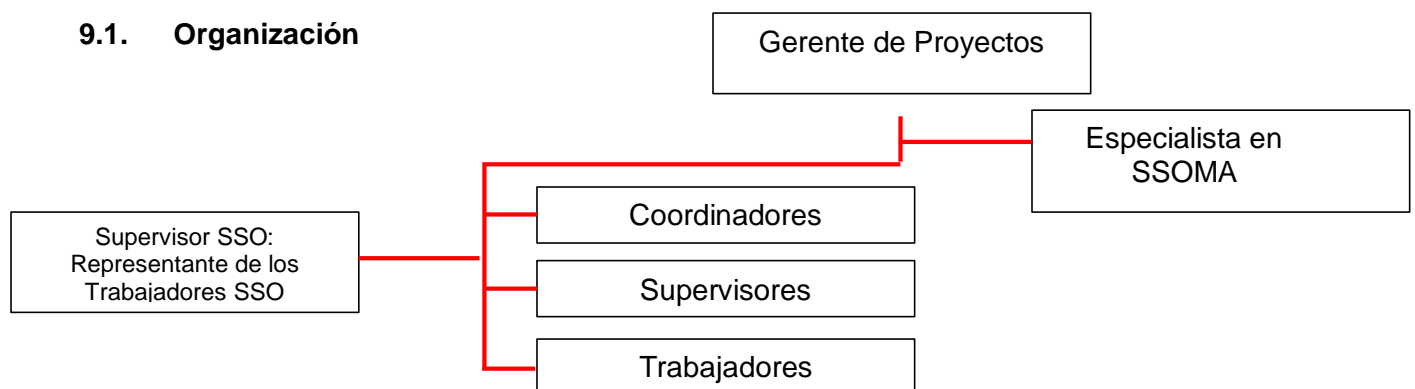 9.1. Organización
Gerente de Proyectos
Especialista en
SSOMA
Coordinadores
Supervisor SSO:
Representante de los
Trabajadores SSO
Supervisores
Trabajadores